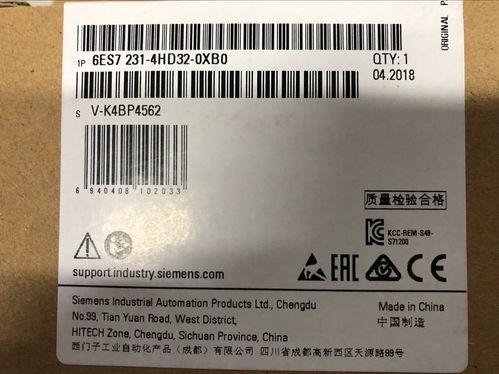 1P 6ES7 231-4HD32-0XB0
QTY: 1
04.2018
S V-K4BP4562
6 940408 102033
质量检验合格
KCC-REM-S49-
S71200
EAC
support.industry.siemens.com
Siemens Industrial Automation Products Ltd., Chengdu
No.99, Tian Yuan Road, West District,
HITECH Zone, Chengdu, Sichuan Province, China
Made in China
中国制造
西门子工业自动化产品（成都）有限公司 四川省成都高新西区天源路99号
ORIGINAL